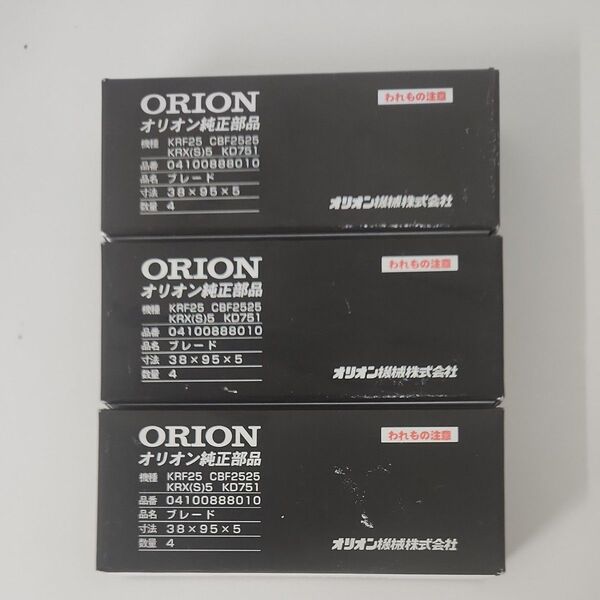 ORION
われもの注意
オリオン純正部品
機種 KRF25 CBF2525
KRX(S)5 KD751
品番 04100888010
品名 ブレード
寸法 38×95×5
数量 4
オリオン機械株式会社
ORION
われもの注意
オリオン純正部品
機種 KRF25 CBF2525
KRX(S)5 KD751
品番 04100888010
品名 ブレード
寸法 38×95×5
数量 4
オリオン機械株式会社
ORION
われもの注意
オリオン純正部品
機種 KRF25 CBF2525
KRX(S)5 KD751
品番 04100888010
品名 ブレード
寸法 38×95×5
数量 4
オリオン機械株式会社